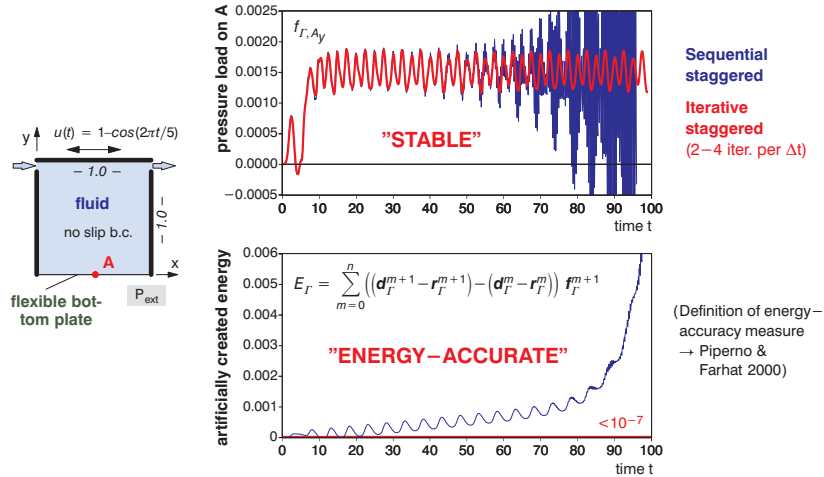 y
u(t) = 1–cos(2πt/5)
– 1.0 –
fluid
– 1.0 –
no slip b.c.
A
x
flexible bot-
tom plate
P_ext
pressure load on A
0.0025
0.0020
0.0015
0.0010
0.0005
0.0000
−0.0005
f_Γ,A_y
"STABLE"
0 10 20 30 40 50 60 70 80 90 100
time t
Sequential
staggered
Iterative
staggered
(2–4 iter. per Δt)
artificially created energy
0.006
0.005
0.004
0.003
0.002
0.001
0
E_Γ = ∑_{m=0}^{n} ((d_Γ^{m+1} – r_Γ^{m+1}) – (d_Γ^m – r_Γ^m)) f_Γ^{m+1}
"ENERGY–ACCURATE"
<10^{–7}
0 10 20 30 40 50 60 70 80 90 100
time t
(Definition of energy–
accuracy measure
→ Piperno &
Farhat 2000)